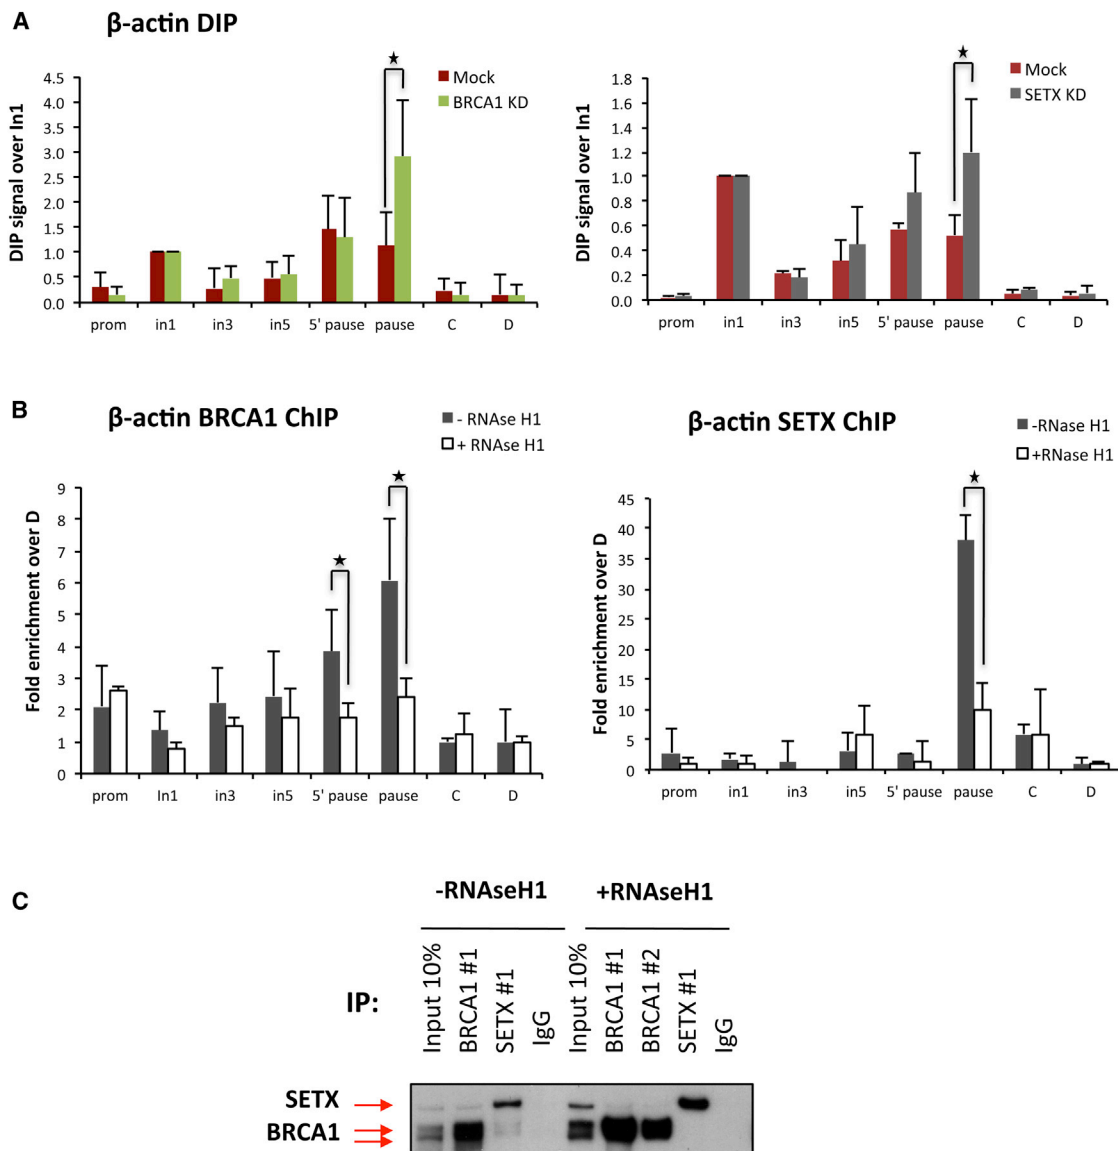 A
β-actin DIP
DIP signal over In1
4.5
4.0
3.5
3.0
2.5
2.0
1.5
1.0
0.5
0.0
Mock
BRCA1 KD
prom in1 in3 in5 5' pause pause C D
DIP signal over In1
1.8
1.6
1.4
1.2
1.0
0.8
0.6
0.4
0.2
0.0
Mock
SETX KD
prom in1 in3 in5 5' pause pause C D
B
β-actin BRCA1 ChIP
- RNAse H1
+ RNAse H1
Fold enrichment over D
9
8
7
6
5
4
3
2
1
0
prom In1 in3 in5 5' pause pause C D
β-actin SETX ChIP
-RNase H1
+RNase H1
Fold enrichment over D
45
40
35
30
25
20
15
10
5
0
prom in1 in3 in5 5' pause pause C D
C
-RNAseH1 +RNAseH1
IP:
Input 10%
BRCA1 #1
SETX #1
IgG
Input 10%
BRCA1 #1
BRCA1 #2
SETX #1
IgG
SETX
BRCA1